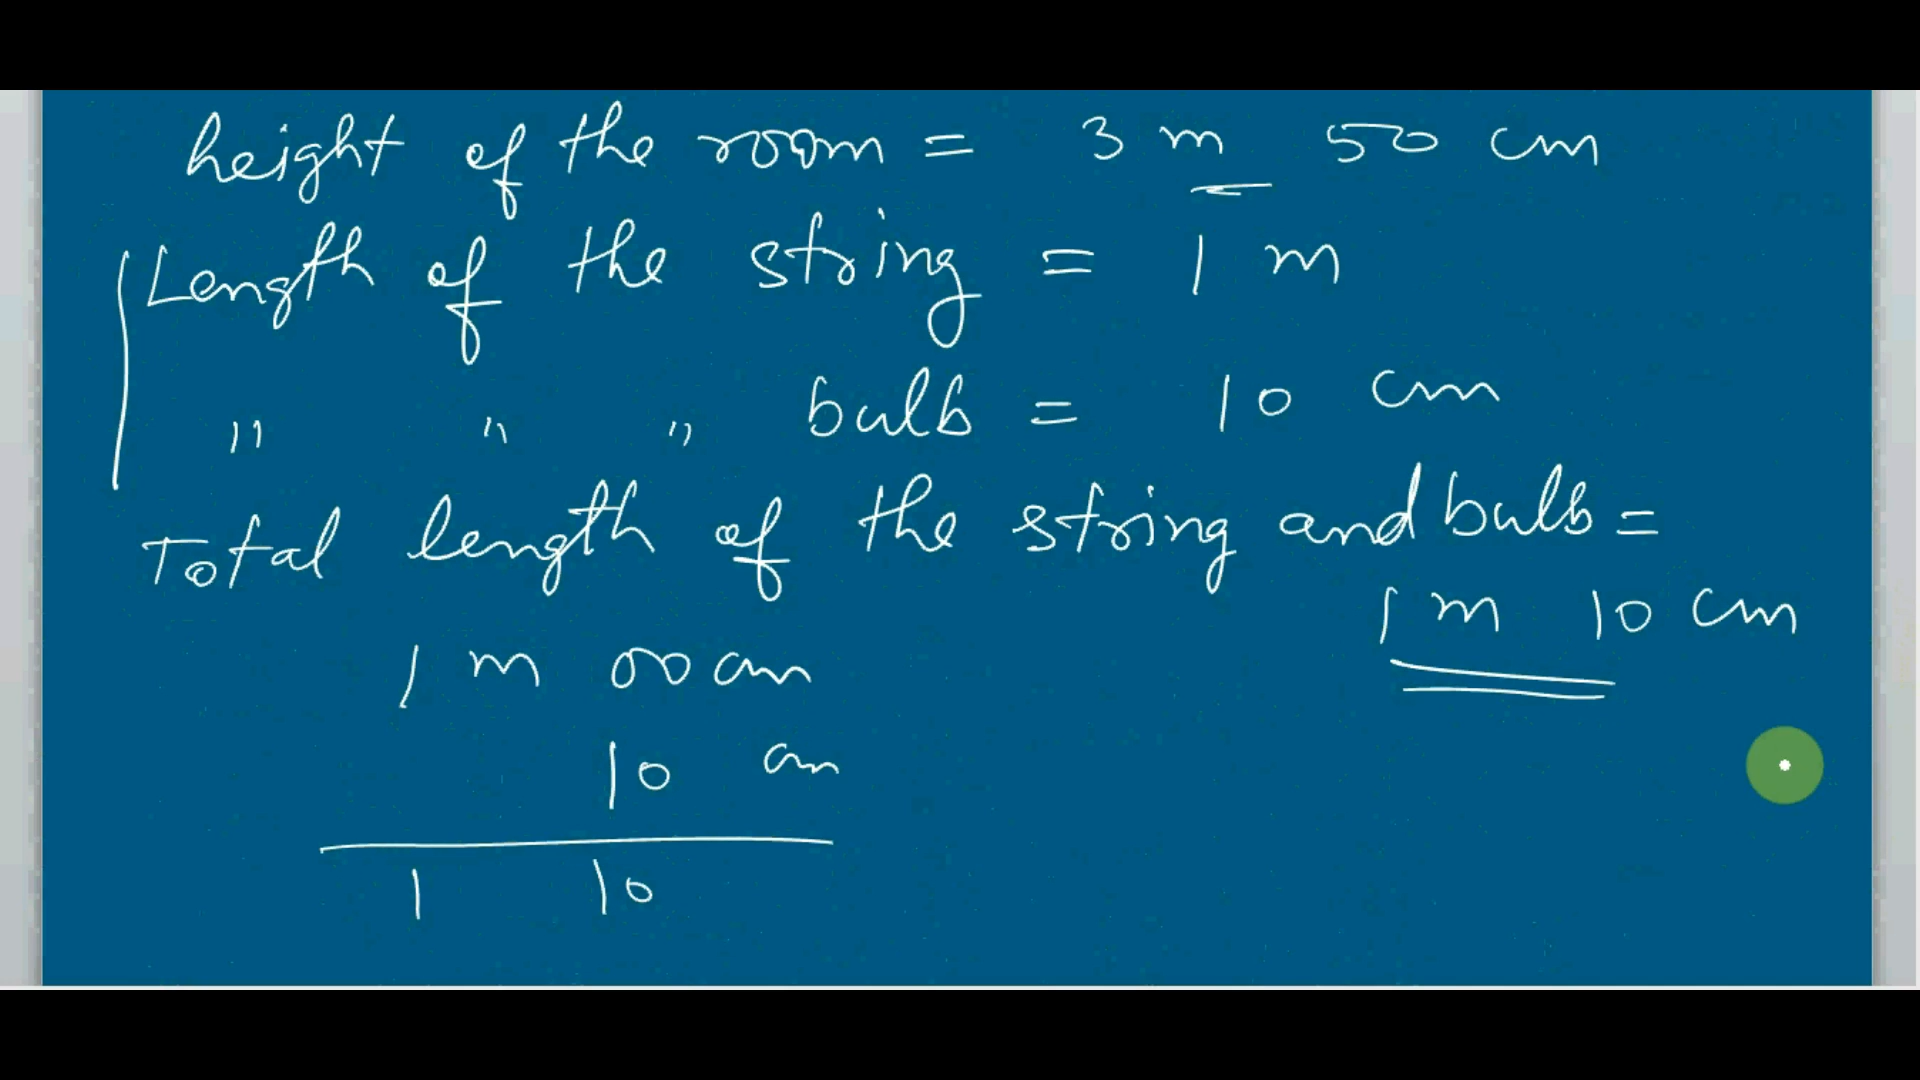 height of the room = 3 m 50 cm
Length of the string = 1 m
" " " bulb = 10 cm
Total length of the string and bulb =
1 m 10 cm
1 m 00 cm
10 cm
1 10